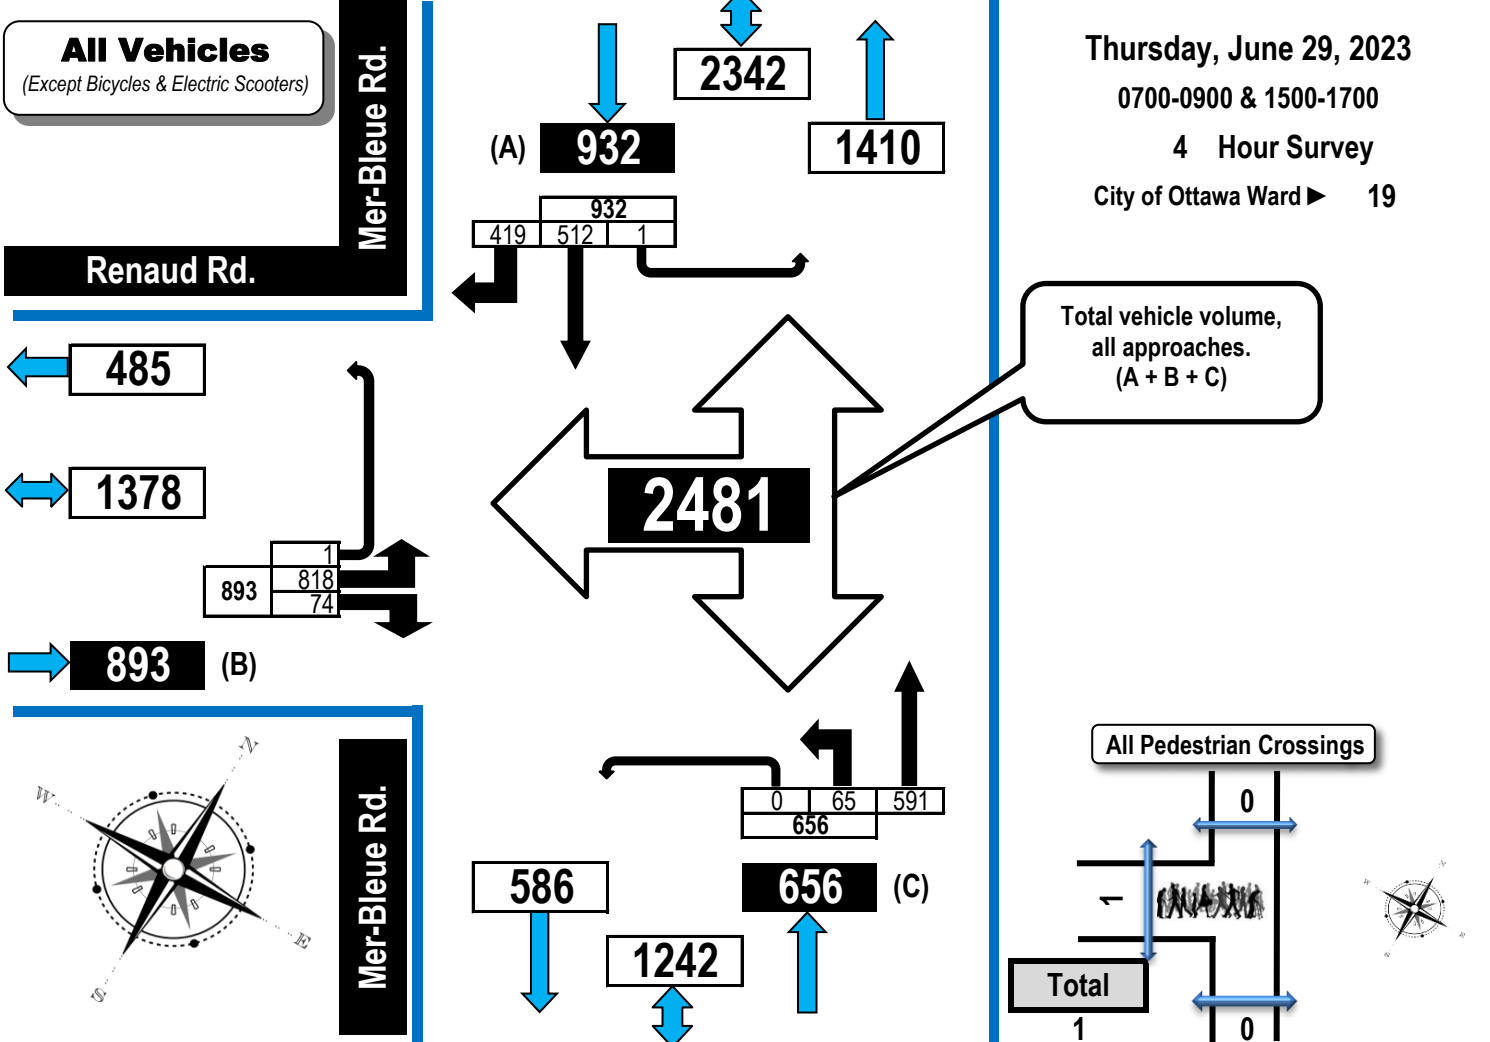 All Vehicles
(Except Bicycles & Electric Scooters)
Mer-Bleue Rd.
Renaud Rd.
2342
(A)
932
1410
932
419
512
1
Thursday, June 29, 2023
0700-0900 & 1500-1700
4 Hour Survey
City of Ottawa Ward ► 19
Total vehicle volume,
all approaches.
(A + B + C)
485
1378
2481
1
893
818
74
893
(B)
N
W
E
S
Mer-Bleue Rd.
0
65
591
656
586
656
(C)
1242
All Pedestrian Crossings
0
1
N
W
E
S
Total
1
0